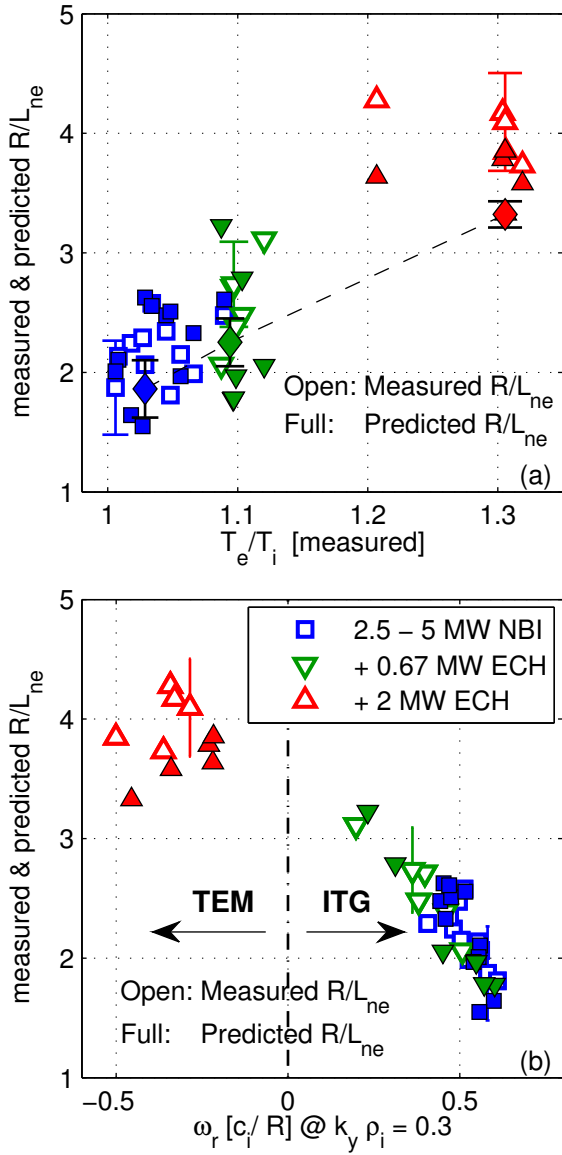 5
4
3
2
1
measured & predicted R/L_ne
1
1.1
1.2
1.3
T_e/T_i [measured]
Open: Measured R/L_ne
Full: Predicted R/L_ne
(a)
5
4
3
2
1
measured & predicted R/L_ne
2.5 − 5 MW NBI
+ 0.67 MW ECH
+ 2 MW ECH
TEM
ITG
Open: Measured R/L_ne
Full: Predicted R/L_ne
(b)
−0.5
0
0.5
ω_r [c_i/ R] @ k_y ρ_i = 0.3